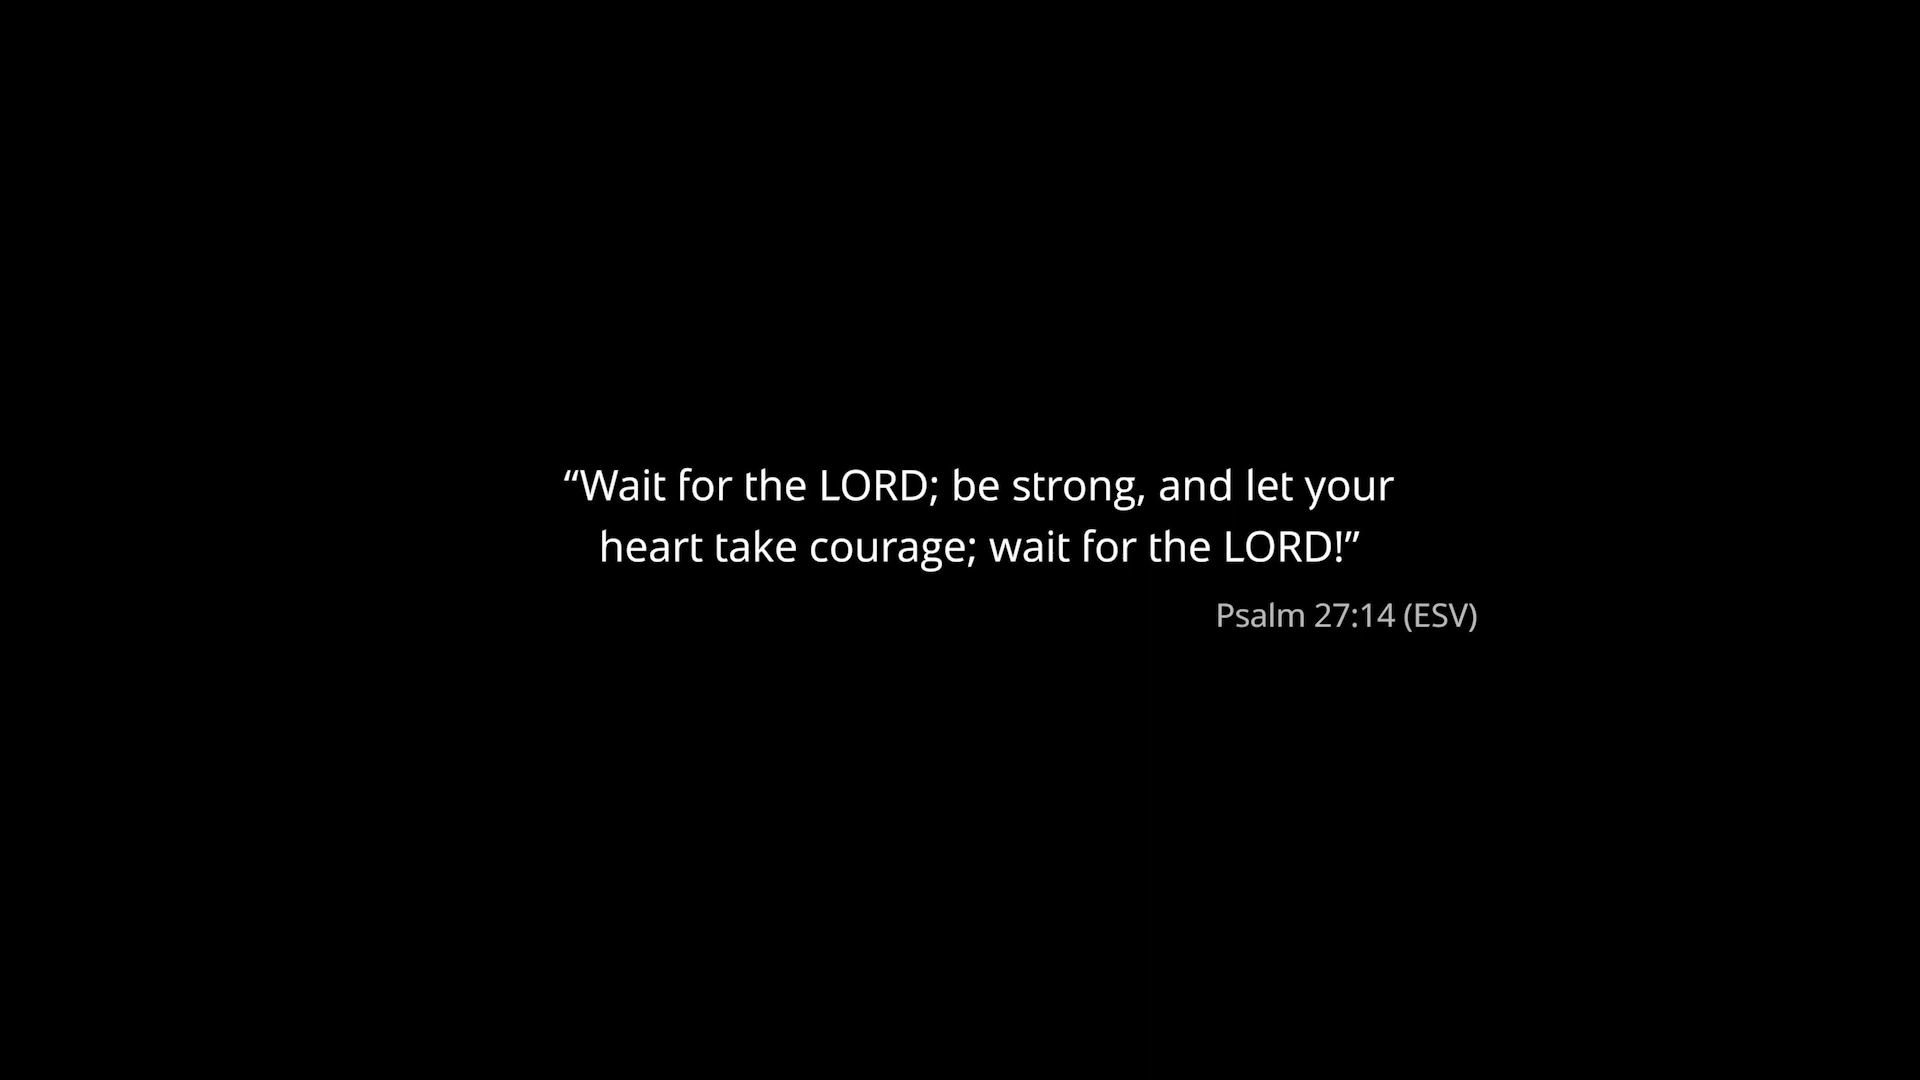 “Wait for the LORD; be strong, and let your
heart take courage; wait for the LORD!”
Psalm 27:14 (ESV)